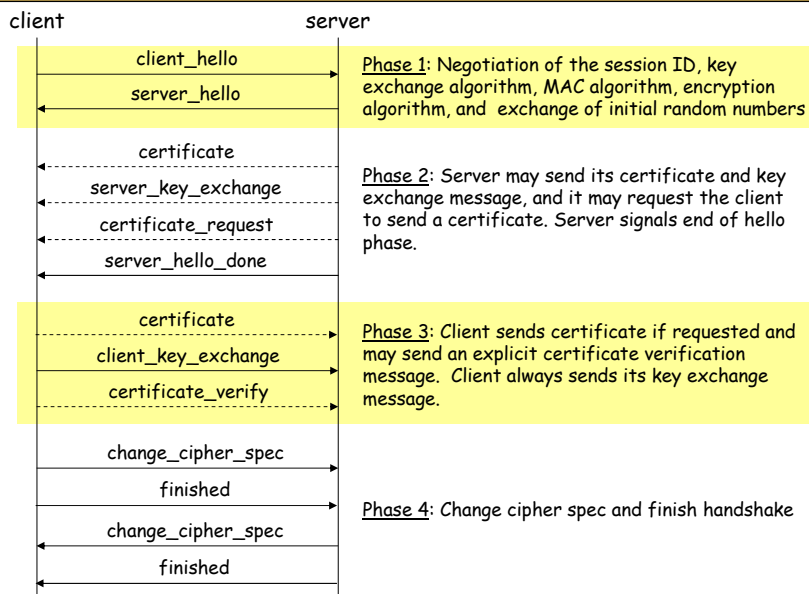 client
server
client_hello
server_hello
Phase 1: Negotiation of the session ID, key
exchange algorithm, MAC algorithm, encryption
algorithm, and exchange of initial random numbers
certificate
server_key_exchange
certificate_request
server_hello_done
Phase 2: Server may send its certificate and key
exchange message, and it may request the client
to send a certificate. Server signals end of hello
phase.
certificate
client_key_exchange
certificate_verify
Phase 3: Client sends certificate if requested and
may send an explicit certificate verification
message. Client always sends its key exchange
message.
change_cipher_spec
finished
change_cipher_spec
finished
Phase 4: Change cipher spec and finish handshake